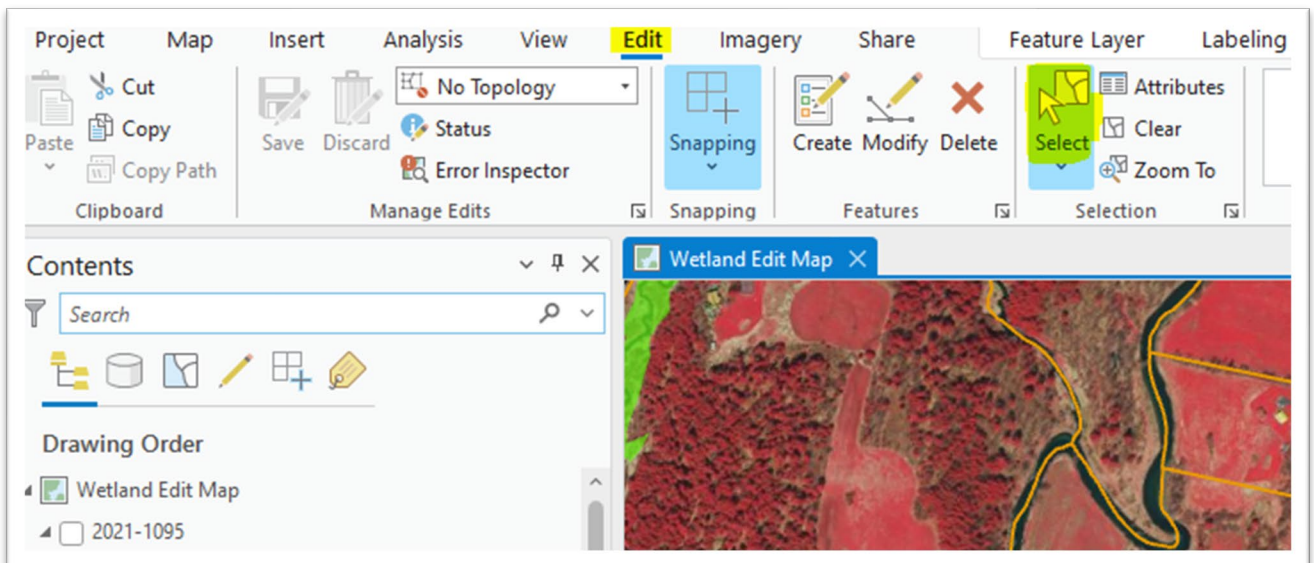 Project Map Insert Analysis View Edit Imagery Share Feature Layer Labeling
Cut
Copy
Copy Path
Paste
Clipboard
Save
Discard
No Topology
Status
Error Inspector
Manage Edits
Snapping
Snapping
Create
Modify
Delete
Features
Select
Attributes
Clear
Zoom To
Selection
Contents
Search
Drawing Order
Wetland Edit Map
2021-1095
Wetland Edit Map